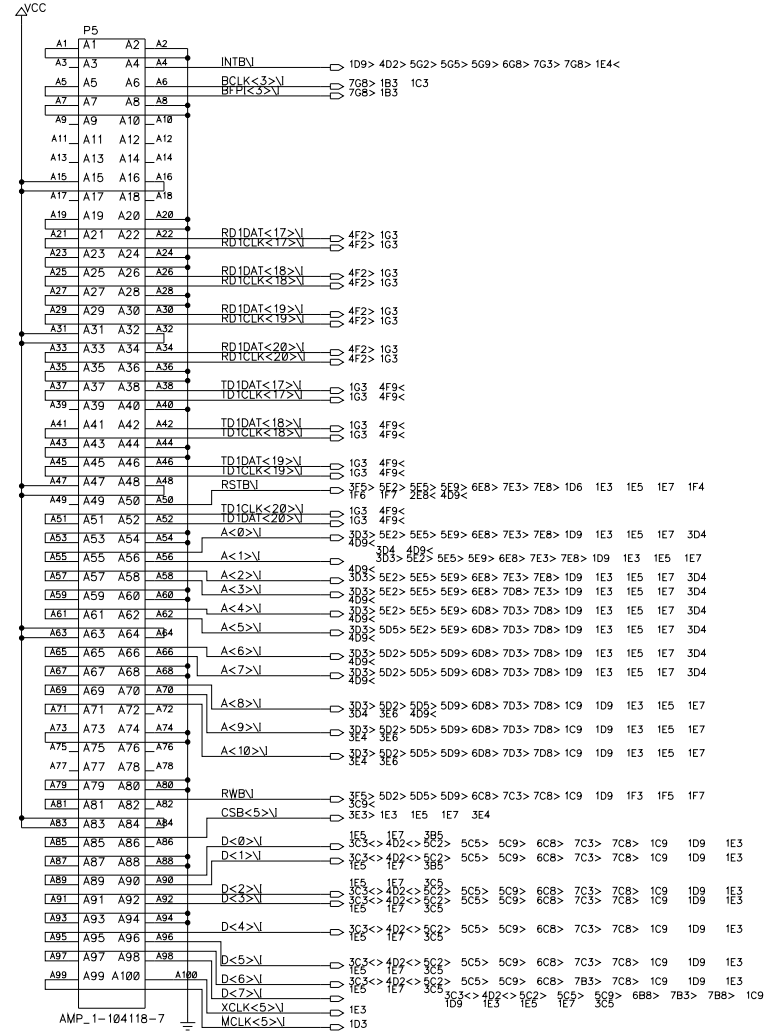 VCC
P5
A1 A1 A2 A2
A3 A3 A4 A4 INTB\I 1D9> 4D2> 5G2> 5G5> 5G9> 6G8> 7G3> 7G8> 1E4<
A5 A5 A6 A6 BCLK<3>\I 7G8> 1B3 1C3
BFPI<3>\I 7G8> 1B3
A7 A7 A8 A8
A9 A9 A10 A10
A11 A11 A12 A12
A13 A13 A14 A14
A15 A15 A16 A16
A17 A17 A18 A18
A19 A19 A20 A20
A21 A21 A22 A22 RD1DAT<17>\I 4F2> 1G3
RD1CLK<17>\I 4F2> 1G3
A23 A23 A24 A24
A25 A25 A26 A26 RD1DAT<18>\I 4F2> 1G3
RD1CLK<18>\I 4F2> 1G3
A27 A27 A28 A28
A29 A29 A30 A30 RD1DAT<19>\I 4F2> 1G3
RD1CLK<19>\I 4F2> 1G3
A31 A31 A32 A32
A33 A33 A34 A34 RD1DAT<20>\I 4F2> 1G3
RD1CLK<20>\I 4F2> 1G3
A35 A35 A36 A36
A37 A37 A38 A38 TD1DAT<17>\I 1G3 4F9<
TD1CLK<17>\I 1G3 4F9<
A39 A39 A40 A40
A41 A41 A42 A42 TD1DAT<18>\I 1G3 4F9<
TD1CLK<18>\I 1G3 4F9<
A43 A43 A44 A44
A45 A45 A46 A46 TD1DAT<19>\I 1G3 4F9<
TD1CLK<19>\I 1G3 4F9<
A47 A47 A48 A48 RSTB\I 3F5> 5E2> 5E5> 5E9> 6E8> 7E3> 7E8> 1D6 1E3 1E5 1E7 1F4
1F6 1F7 2E8< 4D9<
A49 A49 A50 A50
TD1CLK<20>\I 1G3 4F9<
A51 A51 A52 A52 TD1DAT<20>\I 1G3 4F9<
A53 A53 A54 A54 A<0>\I 3D3> 5E2> 5E5> 5E9> 6E8> 7E3> 7E8> 1D9 1E3 1E5 1E7 3D4
4D9<
3D4 4D9<
A55 A55 A56 A56 A<1>\I 3D3> 5E2> 5E5> 5E9> 6E8> 7E3> 7E8> 1D9 1E3 1E5 1E7
4D9<
A57 A57 A58 A58 A<2>\I 3D3> 5E2> 5E5> 5E9> 6E8> 7E3> 7E8> 1D9 1E3 1E5 1E7 3D4
A59 A59 A60 A60 A<3>\I 3D3> 5E2> 5E5> 5E9> 6E8> 7D8> 7E3> 1D9 1E3 1E5 1E7 3D4
4D9<
A61 A61 A62 A62 A<4>\I 3D3> 5E2> 5E5> 5E9> 6D8> 7D3> 7D8> 1D9 1E3 1E5 1E7 3D4
4D9<
A63 A63 A64 A64 A<5>\I 3D3> 5D5> 5E2> 5E9> 6D8> 7D3> 7D8> 1D9 1E3 1E5 1E7 3D4
4D9<
A65 A65 A66 A66 A<6>\I 3D3> 5D2> 5D5> 5E9> 6D8> 7D3> 7D8> 1D9 1E3 1E5 1E7 3D4
4D9<
A67 A67 A68 A68 A<7>\I 3D3> 5D2> 5D5> 5D9> 6D8> 7D3> 7D8> 1D9 1E3 1E5 1E7 3D4
4D9<
A69 A69 A70 A70
A71 A71 A72 A72 A<8>\I 3D3> 5D2> 5D5> 5D9> 6D8> 7D3> 7D8> 1C9 1D9 1E3 1E5 1E7
3D4 3E6 4D9<
A73 A73 A74 A74 A<9>\I 3D3> 5D2> 5D5> 5D9> 6D8> 7D3> 7D8> 1C9 1D9 1E3 1E5 1E7
3E4 3E6
A75 A75 A76 A76 A<10>\I 3D3> 5D2> 5D5> 5D9> 6D8> 7D3> 7D8> 1C9 1D9 1E3 1E5 1E7
3E4 3E6
A77 A77 A78 A78
A79 A79 A80 A80
RWB\I 3F5> 5D2> 5D5> 5D9> 6C8> 7C3> 7C8> 1C9 1D9 1F3 1F5 1F7
3C9<
A81 A81 A82 A82
CSB<5>\I 3E3> 1E3 1E5 1E7 3E4
A83 A83 A84 A84
1E5 1E7 3B5
A85 A85 A86 A86 D<0>\I 3C3<> 4D2<> 5C2> 5C5> 5C9> 6C8> 7C3> 7C8> 1C9 1D9 1E3
A87 A87 A88 A88 D<1>\I 3C3<> 4D2<> 5C2> 5C5> 5C9> 6C8> 7C3> 7C8> 1C9 1D9 1E3
1E5 1E7 3B5
A89 A89 A90 A90
1E5 1E7 3C5
D<2>\I 3C3<> 4D2<> 5C2> 5C5> 5C9> 6C8> 7C3> 7C8> 1C9 1D9 1E3
A91 A91 A92 A92 D<3>\I 3C3<> 4D2<> 5C2> 5C5> 5C9> 6C8> 7C3> 7C8> 1C9 1D9 1E3
1E5 1E7 3C5
A93 A93 A94 A94
D<4>\I 3C3<> 4D2<> 5C2> 5C5> 5C9> 6C8> 7C3> 7C8> 1C9 1D9 1E3
1E5 1E7 3C5
A95 A95 A96 A96
A97 A97 A98 A98 D<5>\I 3C3<> 4D2<> 5C2> 5C5> 5C9> 6C8> 7C3> 7C8> 1C9 1D9 1E3
1E5 1E7 3C5
A99 A99 A100 A100 D<6>\I 3C3<> 4D2<> 5C2> 5C5> 5C9> 6C8> 7B3> 7C8> 1C9 1D9 1E3
1E5 1E7 3C5
D<7>\I 3C3<> 4D2<> 5C2> 5C5> 5C9> 6B8> 7B3> 7B8> 1C9
1D9 1E3 1E5 1E7 3C5
XCLK<5>\I 1E3
AMP_1-104118-7 MCLK<5>\I 1D3